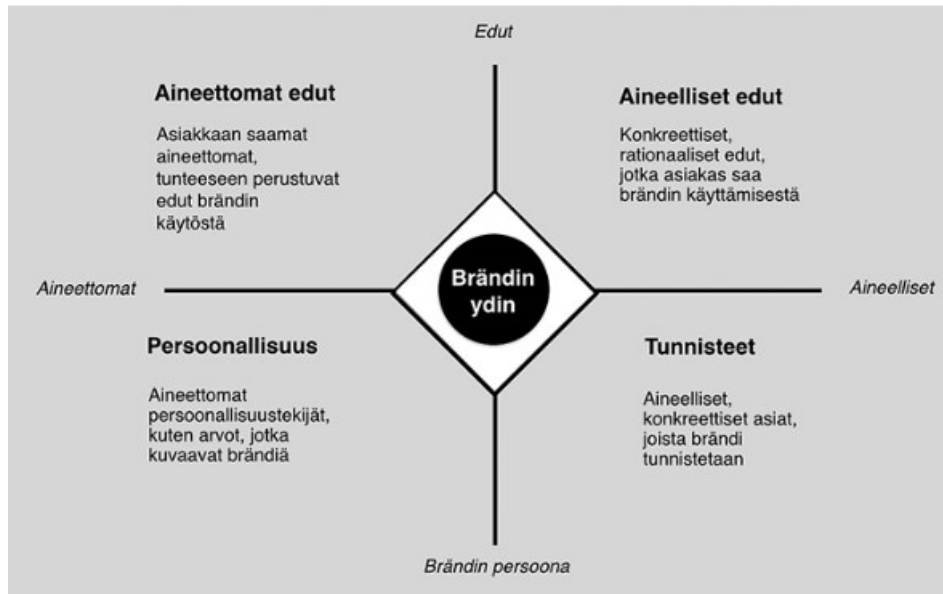 Edut
Aineettomat edut
Asiakkaan saamat
aineettomat,
tunteeseen perustuvat
edut brändin
käytöstä
Aineelliset edut
Konkreettiset,
rationaaliset edut,
jotka asiakas saa
brändin käyttämisestä
Aineettomat
Brändin
ydin
Aineelliset
Persoonallisuus
Aineettomat
persoonallisuustekijät,
kuten arvot, jotka
kuvaavat brändiä
Tunnisteet
Aineelliset,
konkreettiset asiat,
joista brändi
tunnistetaan
Brändin persoona